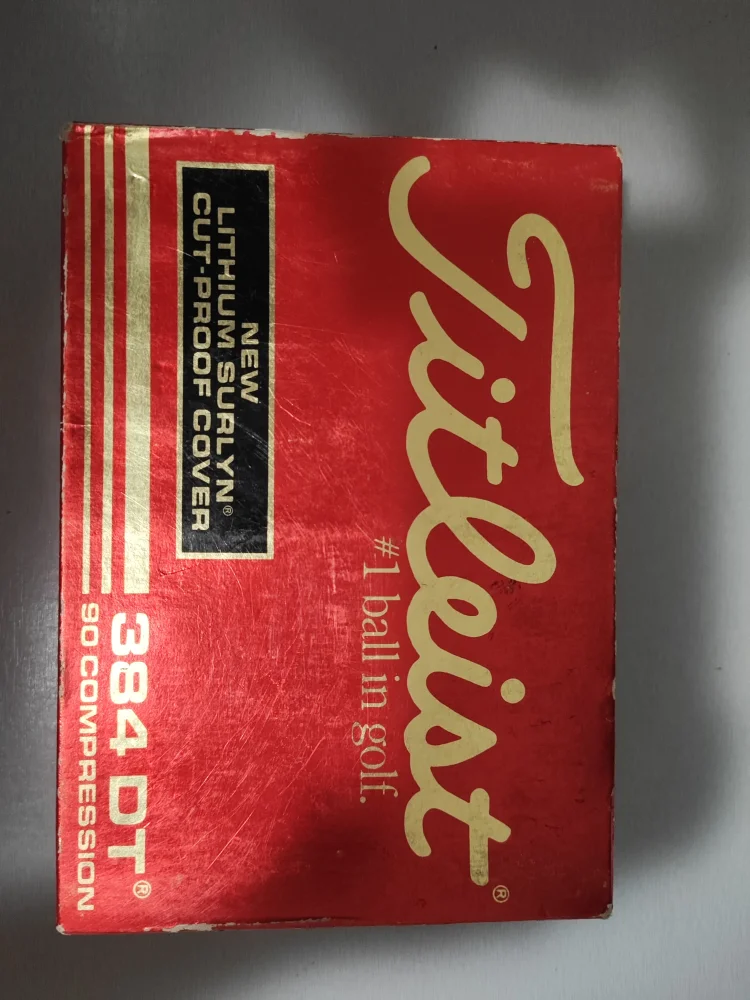 Titleist®
#1 ball in golf.
NEW
LITHIUM SURLYN®
CUT-PROOF COVER
384 DT®
90 COMPRESSION